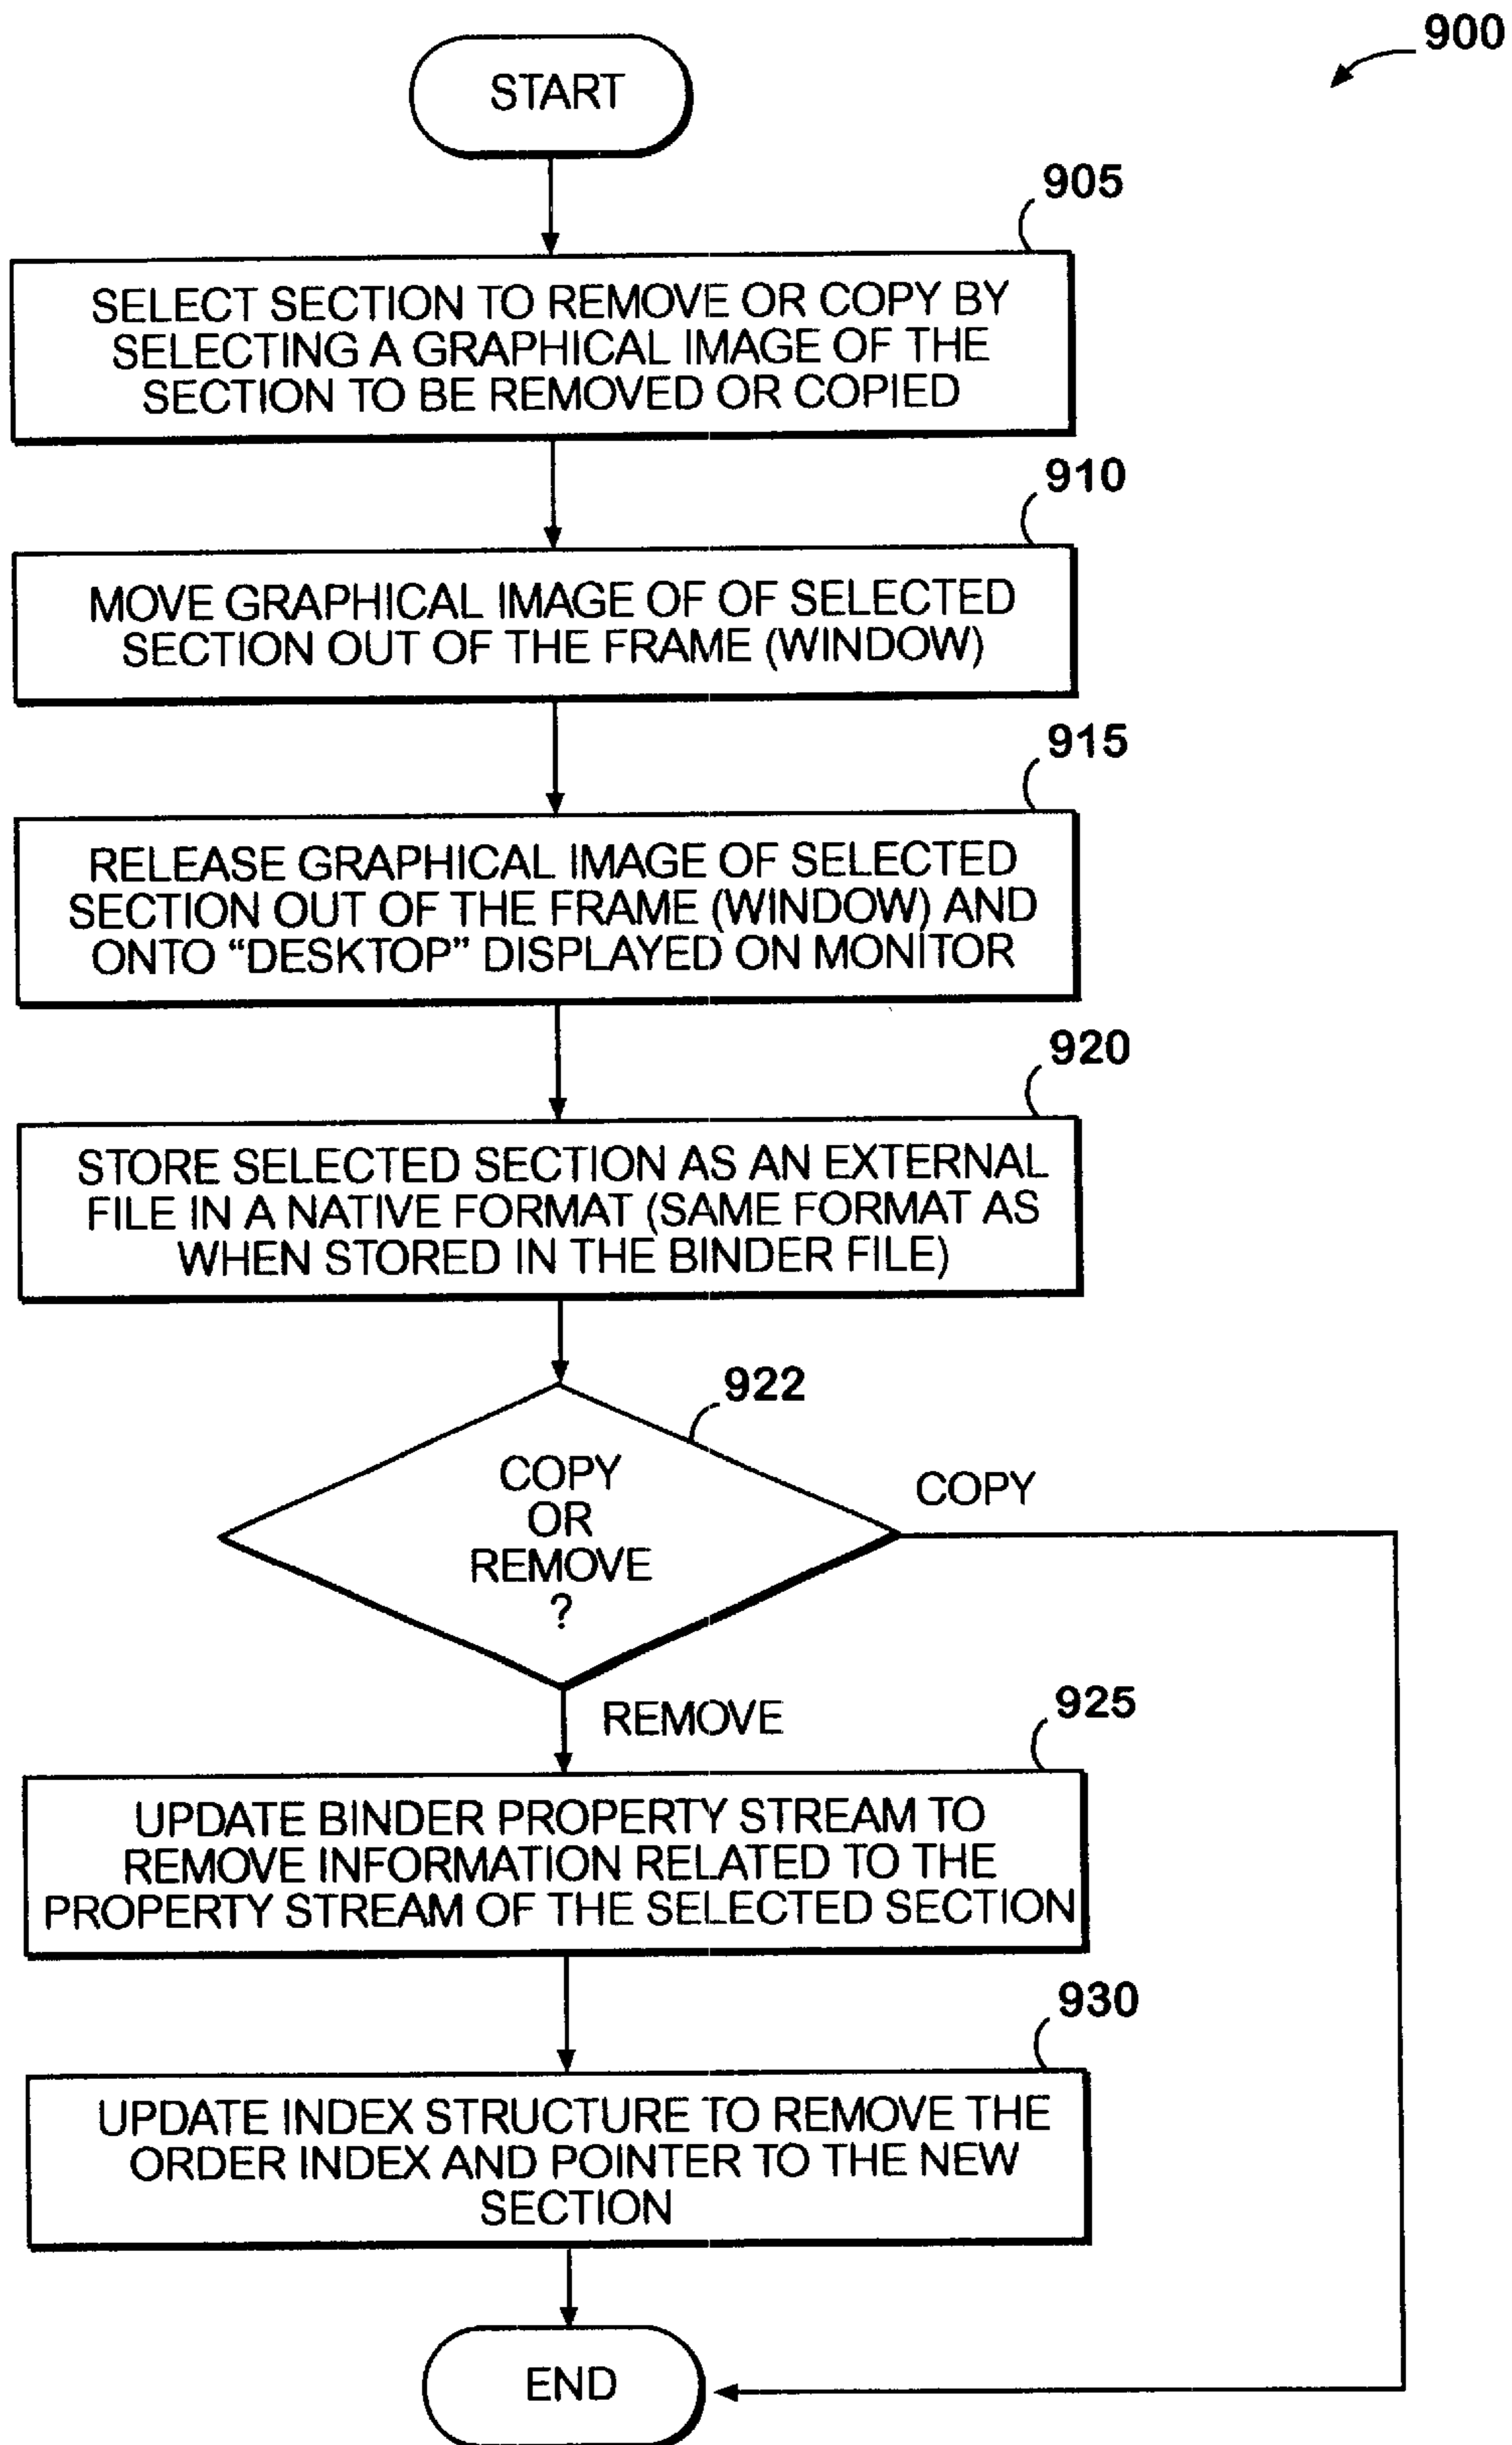 900
START
905
SELECT SECTION TO REMOVE OR COPY BY
SELECTING A GRAPHICAL IMAGE OF THE
SECTION TO BE REMOVED OR COPIED
910
MOVE GRAPHICAL IMAGE OF OF SELECTED
SECTION OUT OF THE FRAME (WINDOW)
915
RELEASE GRAPHICAL IMAGE OF SELECTED
SECTION OUT OF THE FRAME (WINDOW) AND
ONTO “DESKTOP” DISPLAYED ON MONITOR
920
STORE SELECTED SECTION AS AN EXTERNAL
FILE IN A NATIVE FORMAT (SAME FORMAT AS
WHEN STORED IN THE BINDER FILE)
922
COPY
OR
REMOVE
?
COPY
REMOVE
925
UPDATE BINDER PROPERTY STREAM TO
REMOVE INFORMATION RELATED TO THE
PROPERTY STREAM OF THE SELECTED SECTION
930
UPDATE INDEX STRUCTURE TO REMOVE THE
ORDER INDEX AND POINTER TO THE NEW
SECTION
END